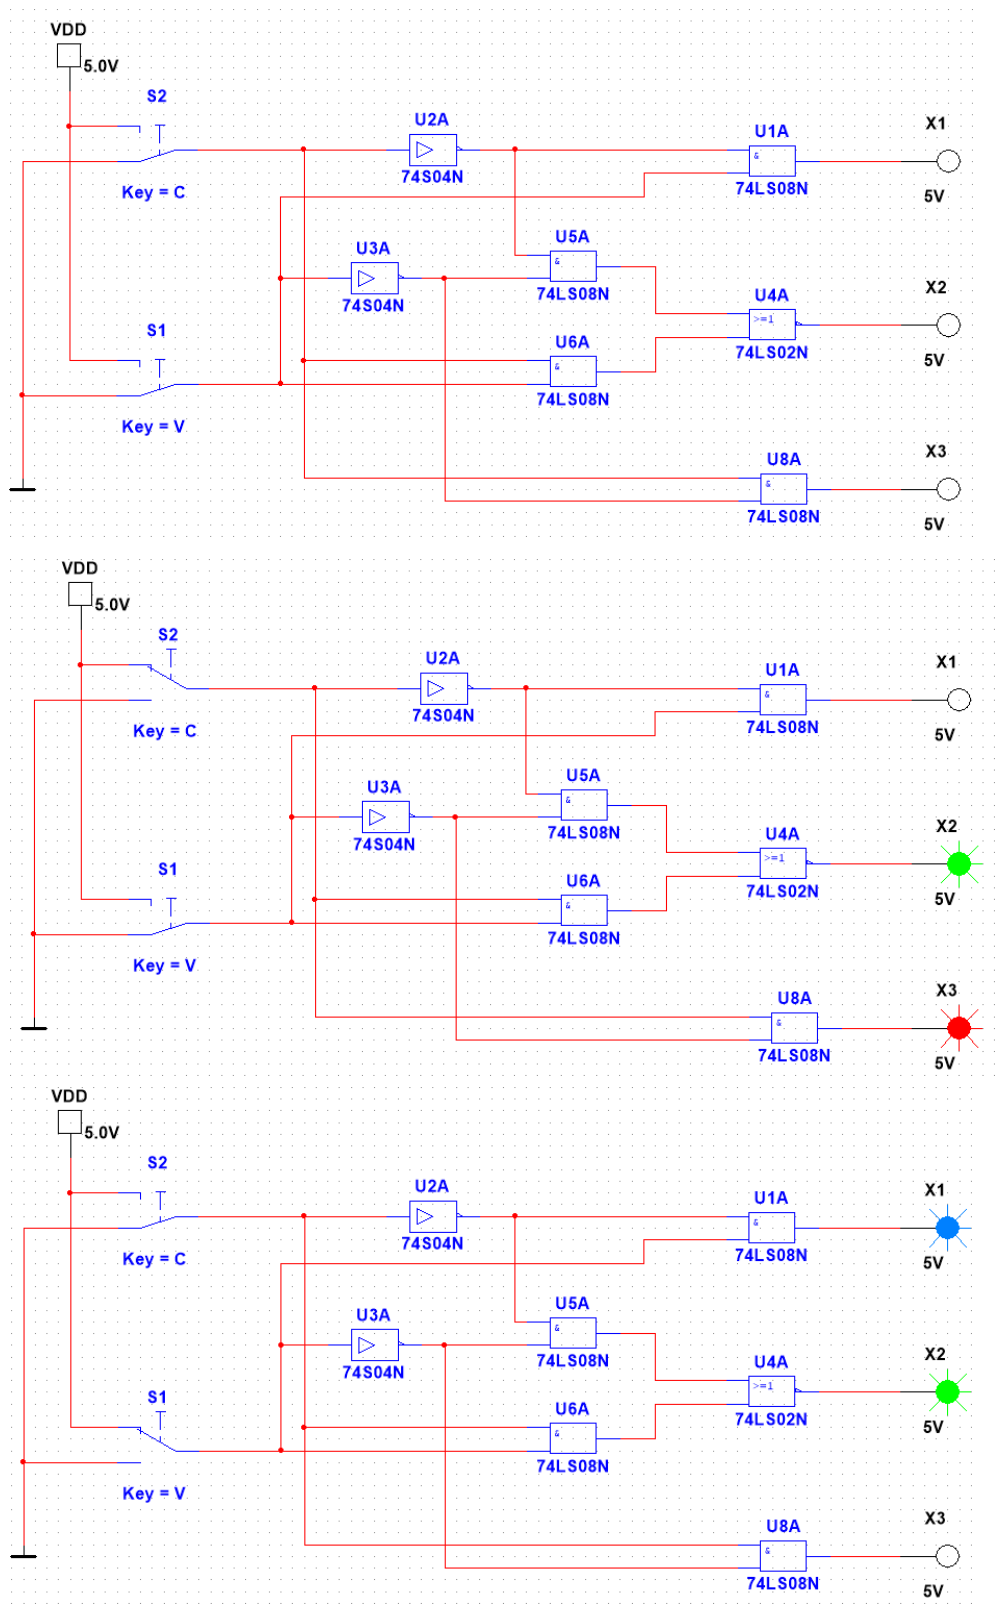 VDD
5.0V
S2
Key = C
U2A
74S04N
U1A
&
74LS08N
X1
5V
U3A
74S04N
U5A
&
74LS08N
U4A
>=1
74LS02N
X2
5V
S1
Key = V
U6A
&
74LS08N
U8A
&
74LS08N
X3
5V
VDD
5.0V
S2
Key = C
U2A
74S04N
U1A
&
74LS08N
X1
5V
U3A
74S04N
U5A
&
74LS08N
U4A
>=1
74LS02N
X2
5V
S1
Key = V
U6A
&
74LS08N
U8A
&
74LS08N
X3
5V
VDD
5.0V
S2
Key = C
U2A
74S04N
U1A
&
74LS08N
X1
5V
U3A
74S04N
U5A
&
74LS08N
U4A
>=1
74LS02N
X2
5V
S1
Key = V
U6A
&
74LS08N
U8A
&
74LS08N
X3
5V